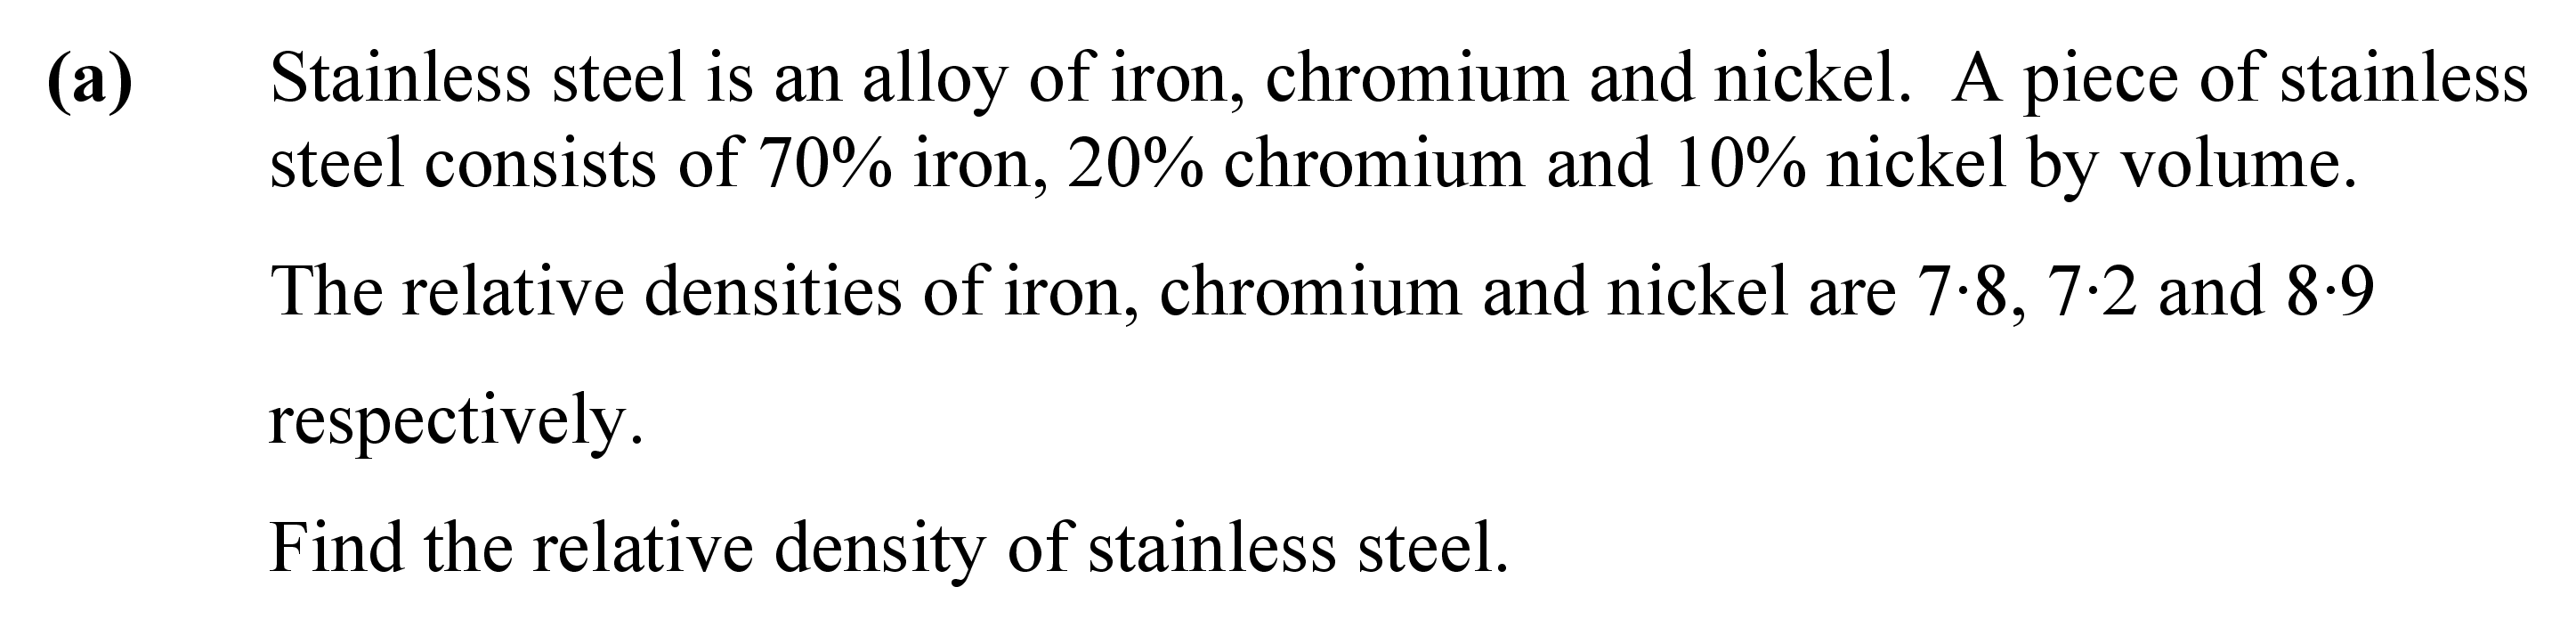 (a) Stainless steel is an alloy of iron, chromium and nickel. A piece of stainless
steel consists of 70% iron, 20% chromium and 10% nickel by volume.
The relative densities of iron, chromium and nickel are 7·8, 7·2 and 8·9
respectively.
Find the relative density of stainless steel.